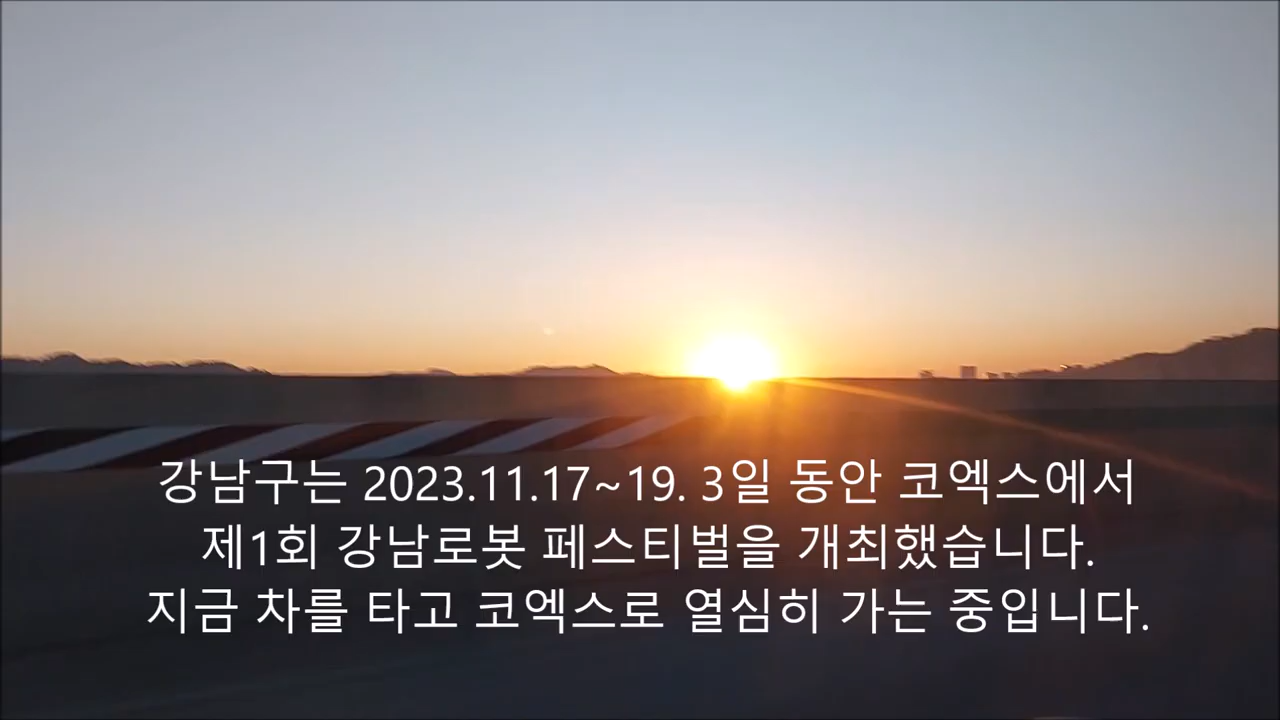 강남구는 2023.11.17~19. 3일 동안 코엑스에서
제1회 강남로봇 페스티벌을 개최했습니다.
지금 차를 타고 코엑스로 열심히 가는 중입니다.